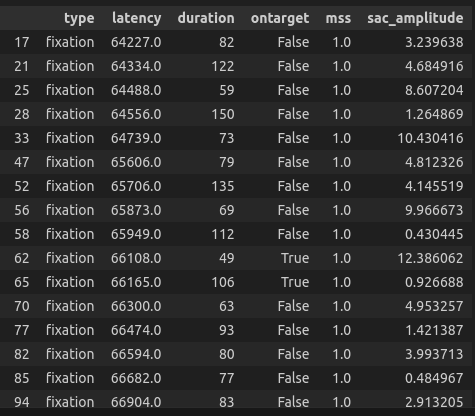 type latency duration ontarget mss sac_amplitude
17 fixation 64227.0 82 False 1.0 3.239638
21 fixation 64334.0 122 False 1.0 4.684916
25 fixation 64488.0 59 False 1.0 8.607204
28 fixation 64556.0 150 False 1.0 1.264869
33 fixation 64739.0 73 False 1.0 10.430416
47 fixation 65606.0 79 False 1.0 4.812326
52 fixation 65706.0 135 False 1.0 4.145519
56 fixation 65873.0 69 False 1.0 9.966673
58 fixation 65949.0 112 False 1.0 0.430445
62 fixation 66108.0 49 True 1.0 12.386062
65 fixation 66165.0 106 True 1.0 0.926688
70 fixation 66300.0 63 False 1.0 4.953257
77 fixation 66474.0 93 False 1.0 1.421387
82 fixation 66594.0 80 False 1.0 3.993713
85 fixation 66682.0 77 False 1.0 0.484967
94 fixation 66904.0 83 False 1.0 2.913205